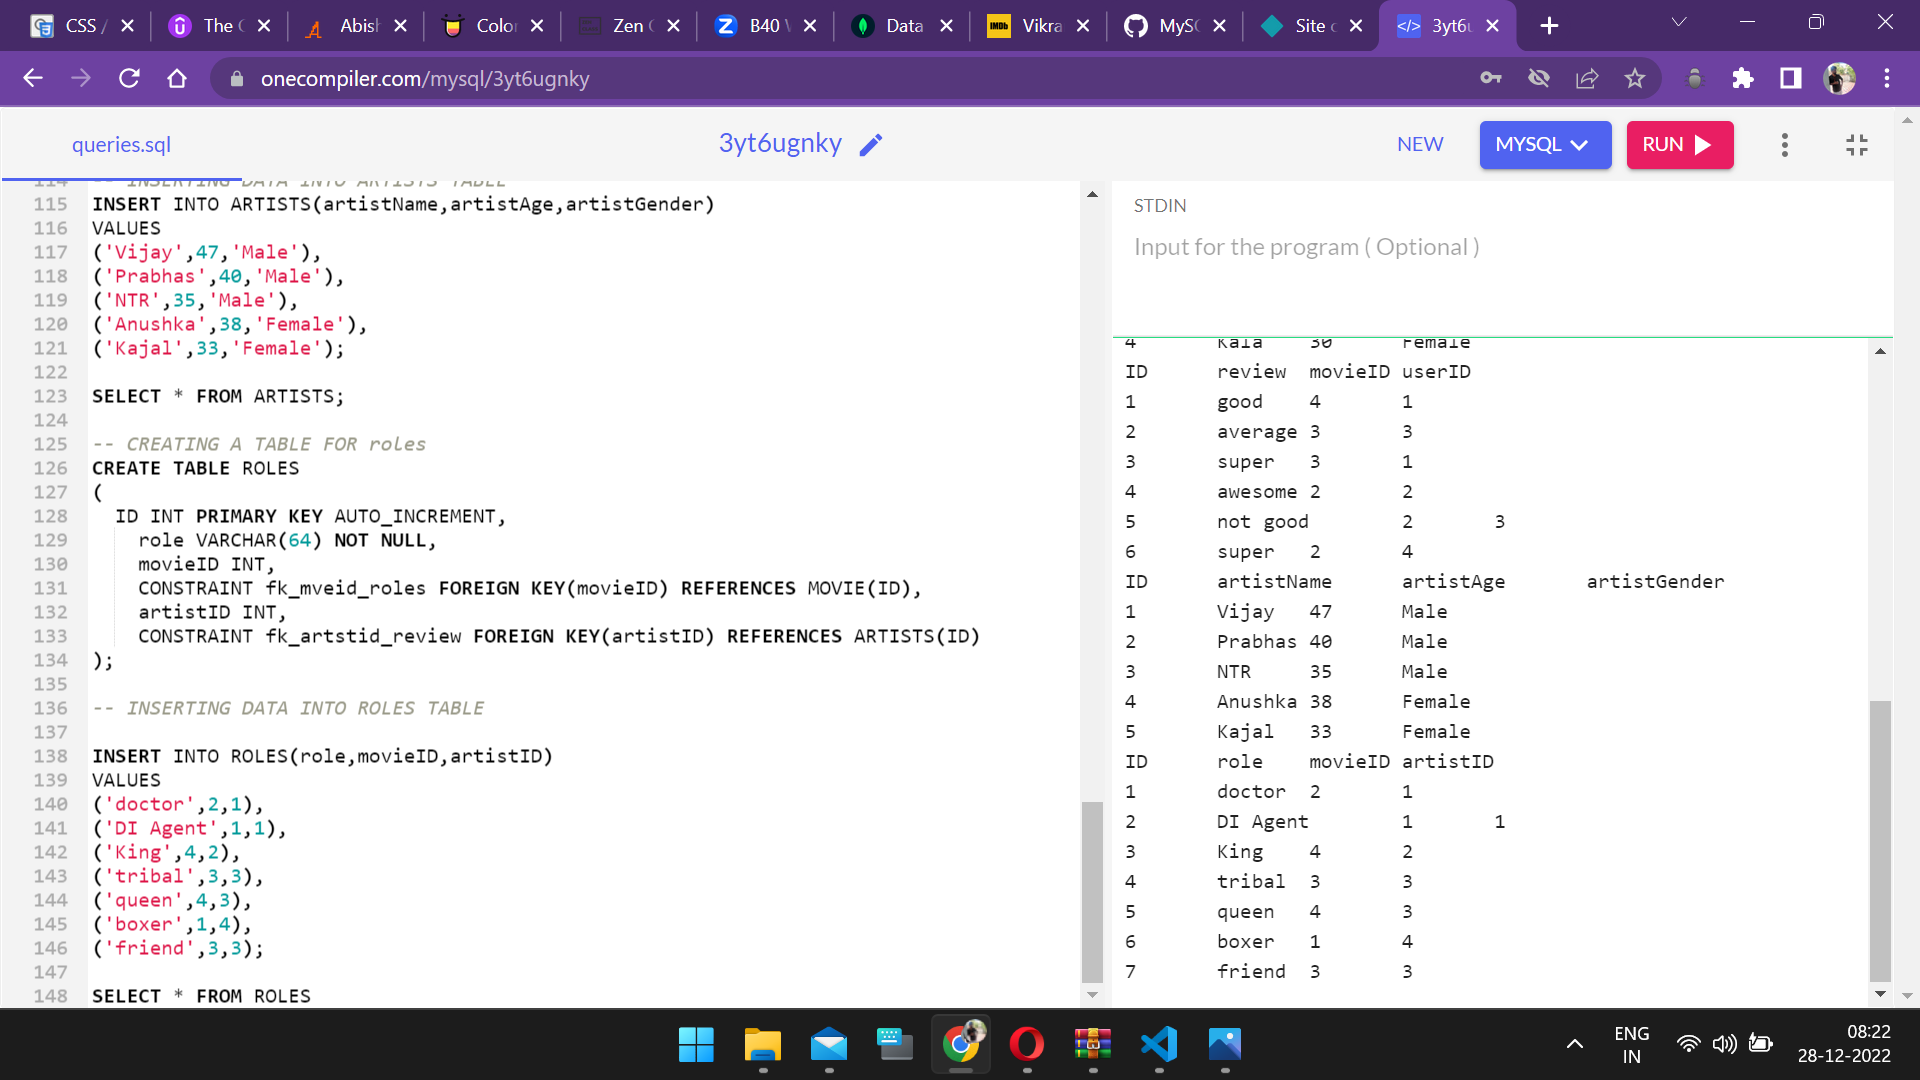 CSS /
The C
Abish
Color
Zen C
B40 W
Data
IMDb
Vikra
MySC
Site c
3yt6u
onecompiler.com/mysql/3yt6ugnky
queries.sql
3yt6ugnky
NEW
MYSQL
RUN
114 -- INSERTING DATA INTO ARTISTS TABLE
115 INSERT INTO ARTISTS(artistName,artistAge,artistGender)
116 VALUES
117 ('Vijay',47,'Male'),
118 ('Prabhas',40,'Male'),
119 ('NTR',35,'Male'),
120 ('Anushka',38,'Female'),
121 ('Kajal',33,'Female');
122
123 SELECT * FROM ARTISTS;
124
125 -- CREATING A TABLE FOR roles
126 CREATE TABLE ROLES
127 (
128 ID INT PRIMARY KEY AUTO_INCREMENT,
129 role VARCHAR(64) NOT NULL,
130 movieID INT,
131 CONSTRAINT fk_mveid_roles FOREIGN KEY(movieID) REFERENCES MOVIE(ID),
132 artistID INT,
133 CONSTRAINT fk_artstid_review FOREIGN KEY(artistID) REFERENCES ARTISTS(ID)
134 );
135
136 -- INSERTING DATA INTO ROLES TABLE
137
138 INSERT INTO ROLES(role,movieID,artistID)
139 VALUES
140 ('doctor',2,1),
141 ('DI Agent',1,1),
142 ('King',4,2),
143 ('tribal',3,3),
144 ('queen',4,3),
145 ('boxer',1,4),
146 ('friend',3,3);
147
148 SELECT * FROM ROLES
STDIN
Input for the program ( Optional )
4 Kala 30 Female
ID review movieID userID
1 good 4 1
2 average 3 3
3 super 3 1
4 awesome 2 2
5 not good 2 3
6 super 2 4
ID artistName artistAge artistGender
1 Vijay 47 Male
2 Prabhas 40 Male
3 NTR 35 Male
4 Anushka 38 Female
5 Kajal 33 Female
ID role movieID artistID
1 doctor 2 1
2 DI Agent 1 1
3 King 4 2
4 tribal 3 3
5 queen 4 3
6 boxer 1 4
7 friend 3 3
ENG
IN
08:22
28-12-2022